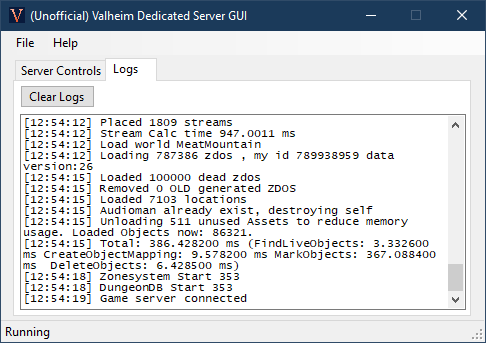 (Unofficial) Valheim Dedicated Server GUI
File Help
Server Controls Logs
Clear Logs
[12:54:12] Placed 1809 streams
[12:54:12] Stream Calc time 947.0011 ms
[12:54:12] Load world MeatMountain
[12:54:12] Loading 787386 zdos , my id 789938959 data
version:26
[12:54:15] Loaded 100000 dead zdos
[12:54:15] Removed 0 OLD generated ZDOS
[12:54:15] Loaded 7103 locations
[12:54:15] Audioman already exist, destroying self
[12:54:15] Unloading 511 unused Assets to reduce memory
usage. Loaded Objects now: 86321.
[12:54:15] Total: 386.428200 ms (FindLiveObjects: 3.332600
ms CreateObjectMapping: 9.578200 ms MarkObjects: 367.088400
ms  DeleteObjects: 6.428500 ms)
[12:54:18] Zonesystem Start 353
[12:54:18] DungeonDB Start 353
[12:54:19] Game server connected
Running